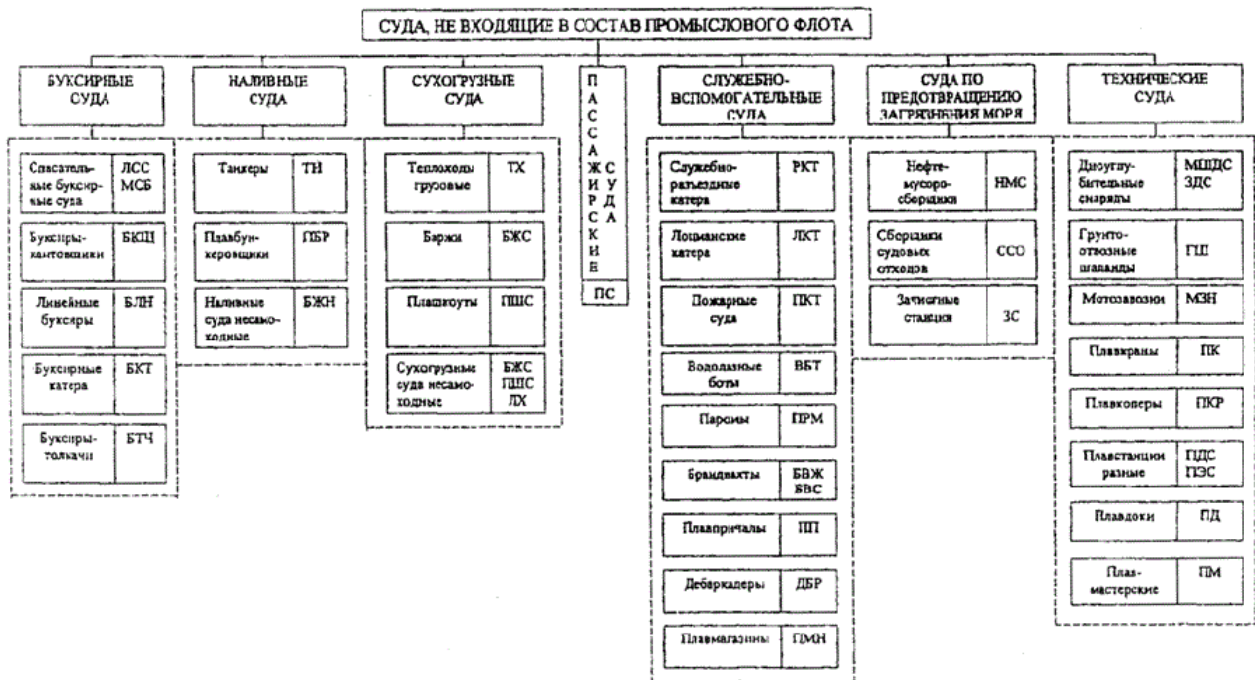 СУДА, НЕ ВХОДЯЩИЕ В СОСТАВ ПРОМЫСЛОВОГО ФЛОТА
БУКСИРНЫЕ
СУДА
Спасатель-
ные буксир-
ные суда
ЛСС
МСБ
Буксиры-
кантовщики
БКЩ
Линейные
буксиры
БЛН
Буксирные
катера
БКТ
Буксиры-
толкачи
БТЧ
НАЛИВНЫЕ
СУДА
Танкеры
ТН
Плавбун-
керовщики
ПБР
Наливные
суда несамо-
ходные
БЖН
СУХОГРУЗНЫЕ
СУДА
Теплоходы
грузовые
ТХ
Баржи
БЖС
Плашкоуты
ПШС
Сухогрузные
суда несамо-
ходные
БЖС
ПШС
ЛХ
ПАССАЖИРСКИЕ
СУДА
ПС
СЛУЖЕБНО-
ВСПОМОГАТЕЛЬНЫЕ
СУДА
Служебно-
разъездные
катера
РКТ
Лоцманские
катера
ЛКТ
Пожарные
суда
ПКТ
Водолазные
боты
ВБТ
Паромы
ПРМ
Брандвахты
БВЖ
БВС
Плавпричалы
ПП
Дебаркадеры
ДБР
Плавмагазины
ПМН
СУДА ПО
ПРЕДОТВРАЩЕНИЮ
ЗАГРЯЗНЕНИЯ МОРЯ
Нефте-
мусоро-
сборщики
НМС
Сборщики
судовых
отходов
ССО
Зачистные
станция
ЗС
ТЕХНИЧЕСКИЕ
СУДА
Дноуглу-
бительные
снаряды
МШДС
ЗДС
Грунто-
отвозные
шаланды
ГШ
Мотозавозни
МЗН
Плавкраны
ПК
Плавкоперы
ПКР
Плавстанции
разные
ПДС
ПЭС
Плавдоки
ПД
Плав-
мастерские
ПМ